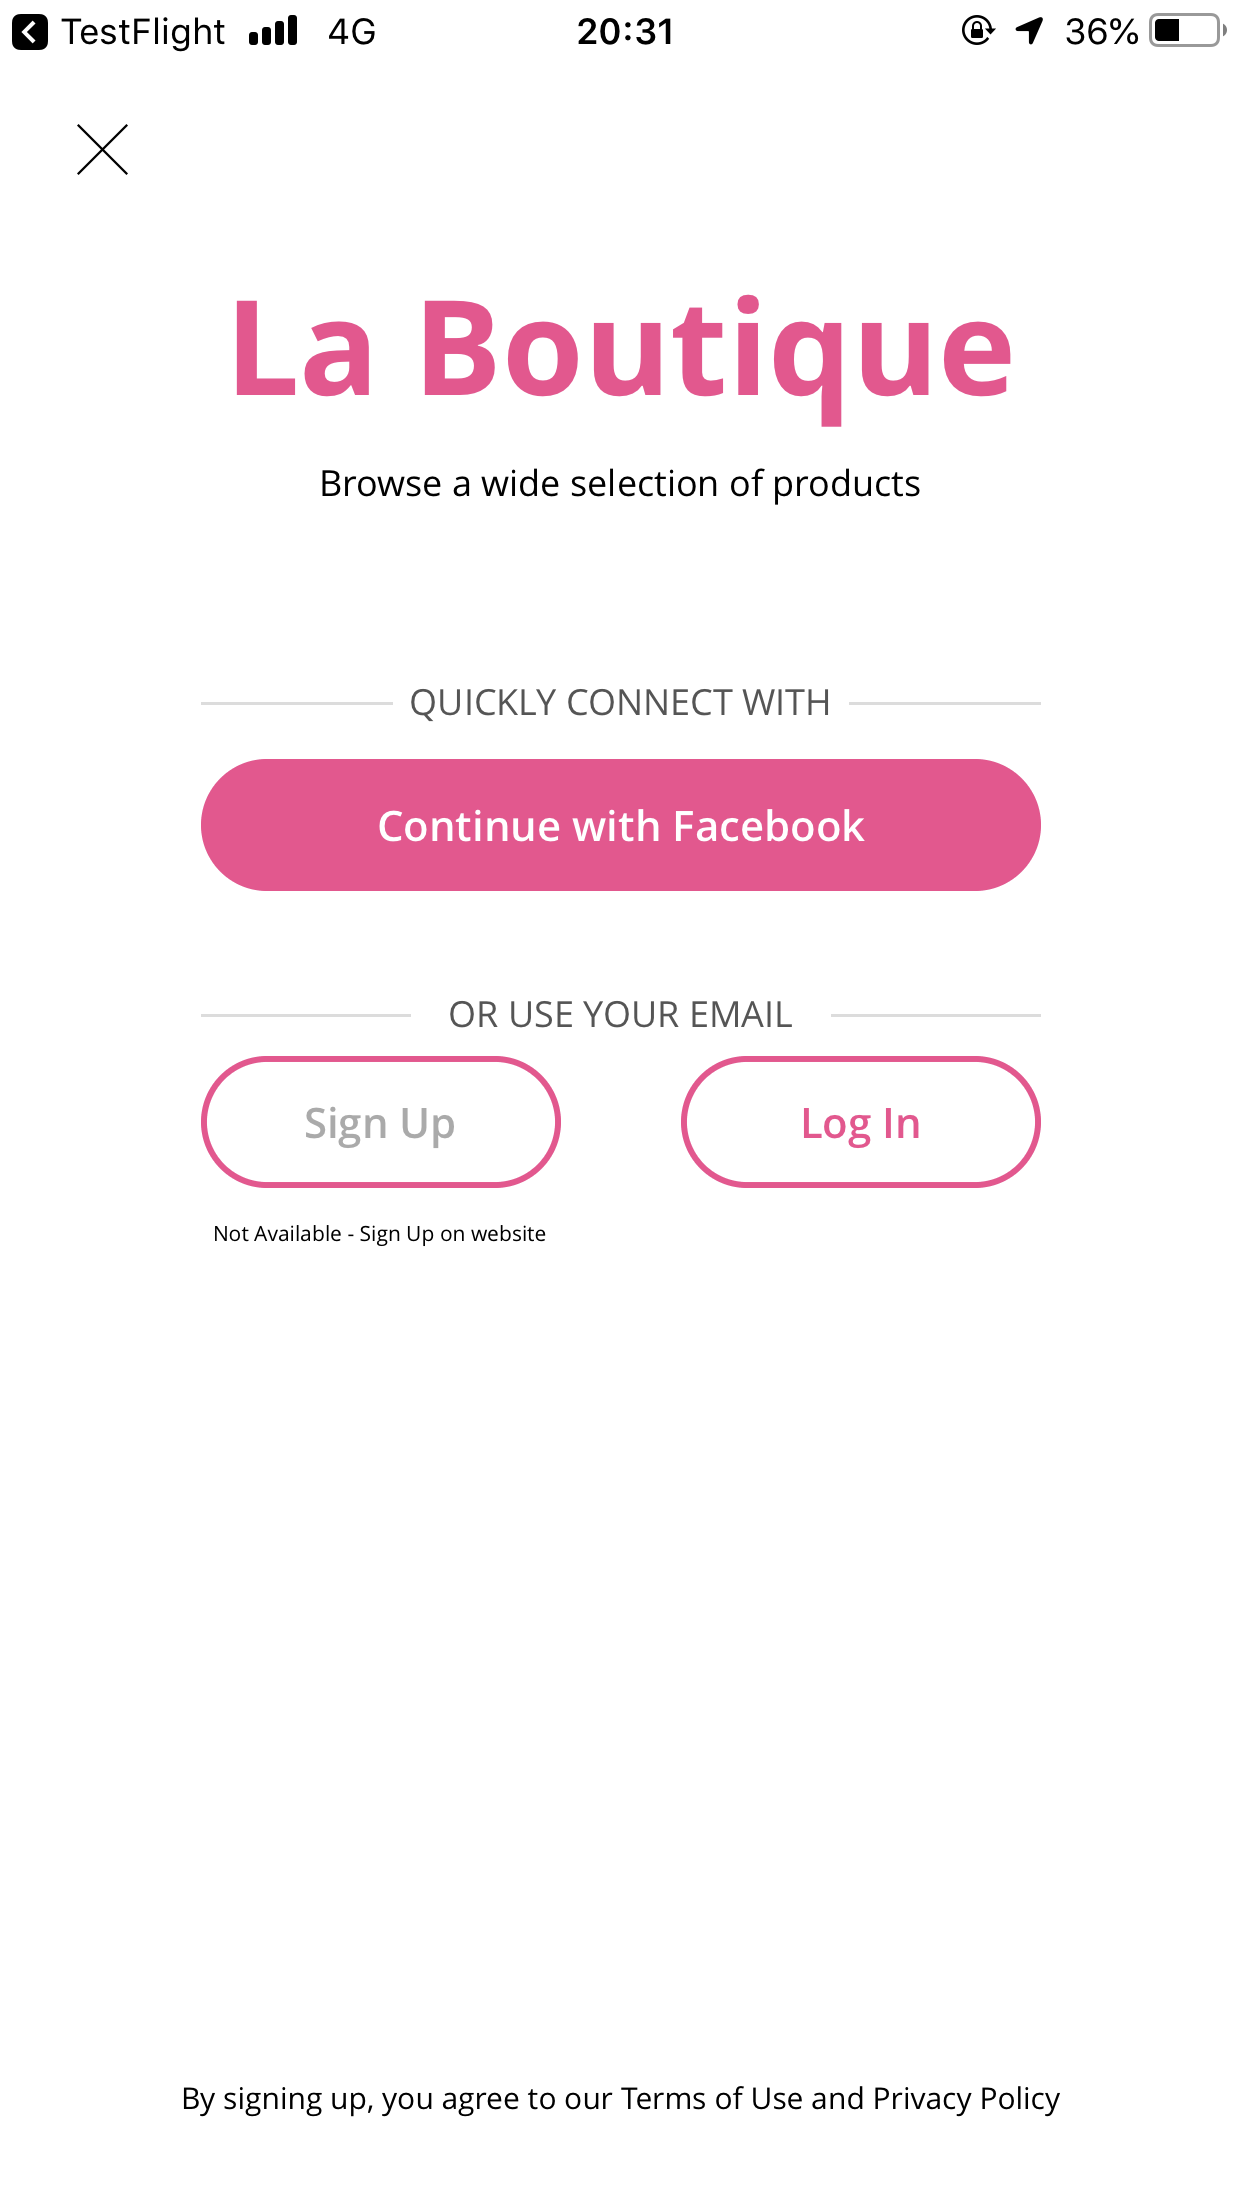 TestFlight 4G 20:31 36%
La Boutique
Browse a wide selection of products
QUICKLY CONNECT WITH
Continue with Facebook
OR USE YOUR EMAIL
Sign Up Log In
Not Available - Sign Up on website
By signing up, you agree to our Terms of Use and Privacy Policy